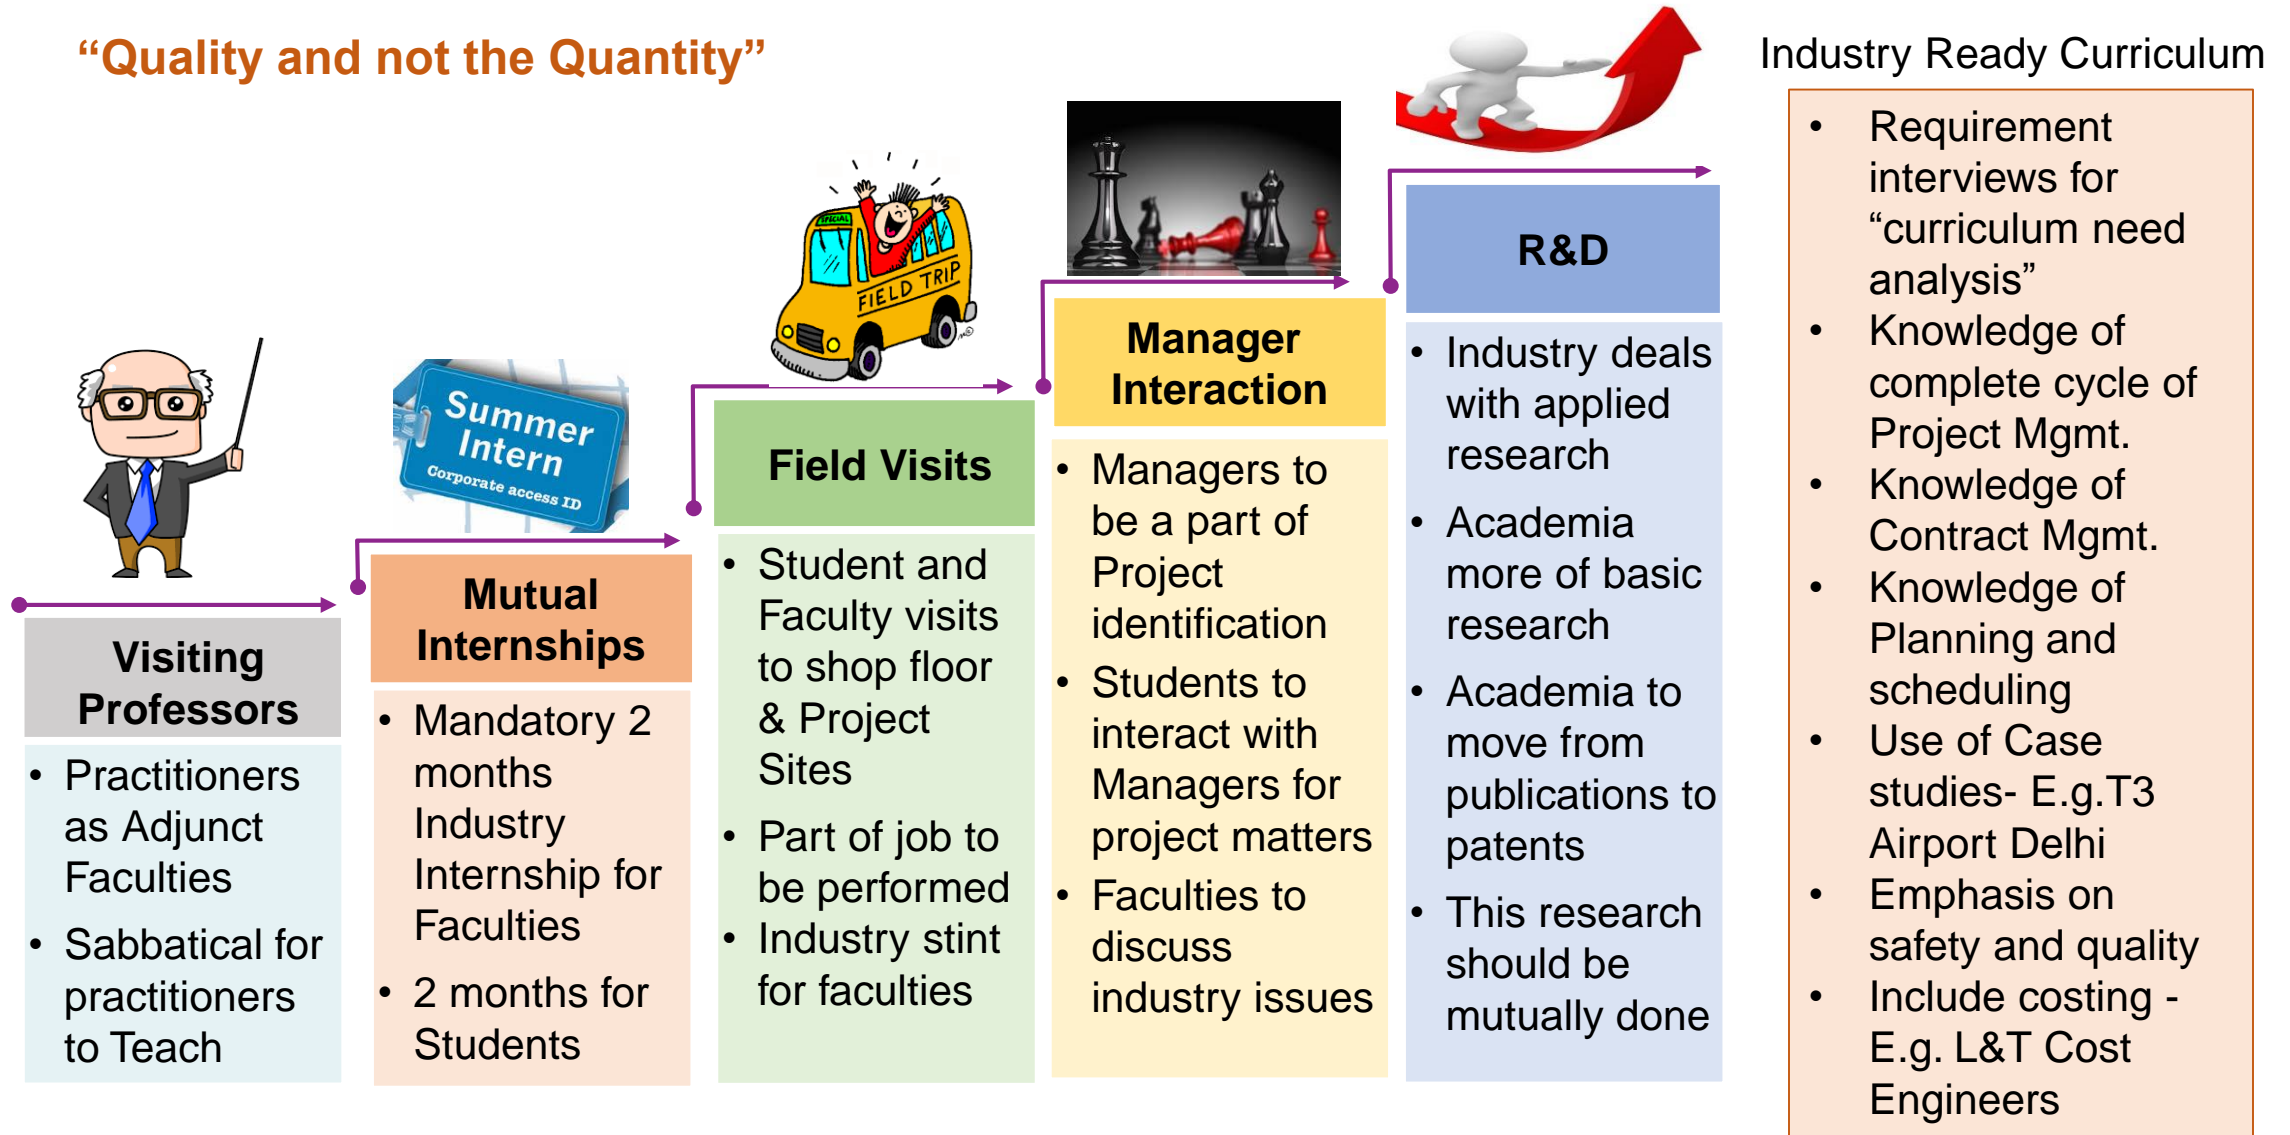 “Quality and not the Quantity”
Visiting
Professors
• Practitioners
as Adjunct
Faculties
• Sabbatical for
practitioners
to Teach
Summer
Intern
Corporate access ID
Mutual
Internships
• Mandatory 2
months
Industry
Internship for
Faculties
• 2 months for
Students
SPECIAL
FIELD TRIP
Field Visits
• Student and
Faculty visits
to shop floor
& Project
Sites
• Part of job to
be performed
• Industry stint
for faculties
Manager
Interaction
• Managers to
be a part of
Project
identification
• Students to
interact with
Managers for
project matters
• Faculties to
discuss
industry issues
R&D
• Industry deals
with applied
research
• Academia
more of basic
research
• Academia to
move from
publications to
patents
• This research
should be
mutually done
Industry Ready Curriculum
• Requirement
interviews for
“curriculum need
analysis”
• Knowledge of
complete cycle of
Project Mgmt.
• Knowledge of
Contract Mgmt.
• Knowledge of
Planning and
scheduling
• Use of Case
studies- E.g.T3
Airport Delhi
• Emphasis on
safety and quality
• Include costing -
E.g. L&T Cost
Engineers